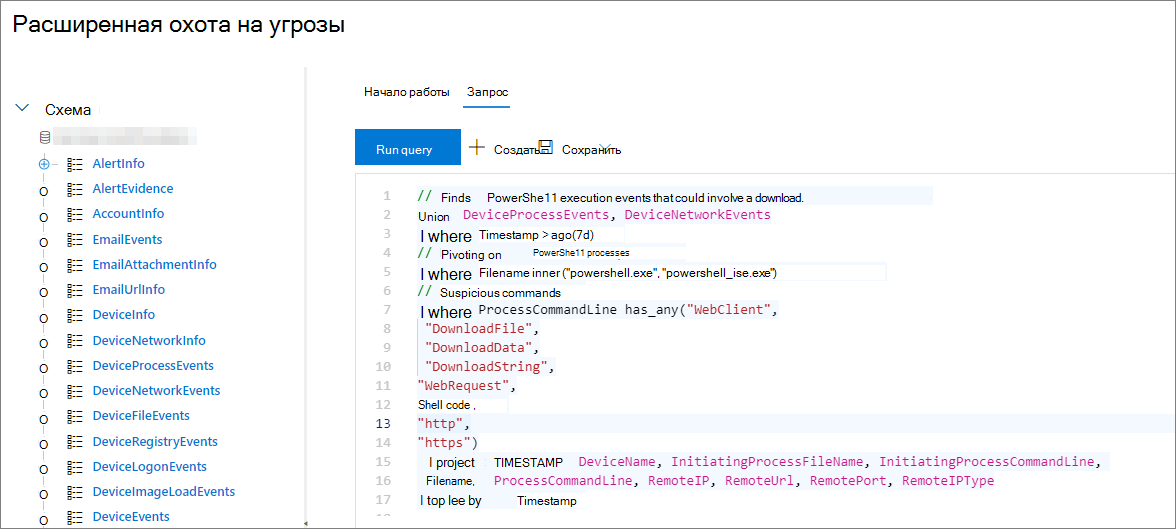 Расширенная охота на угрозы
Схема
AlertInfo
AlertEvidence
AccountInfo
EmailEvents
EmailAttachmentInfo
EmailUrlInfo
DeviceInfo
DeviceNetworkInfo
DeviceProcessEvents
DeviceNetworkEvents
DeviceFileEvents
DeviceRegistryEvents
DeviceLogonEvents
DeviceImageLoadEvents
DeviceEvents
Начало работы Запрос
Run query Создать Сохранить
1 // Finds PowerShe11 execution events that could involve a download.
2 Union DeviceProcessEvents, DeviceNetworkEvents
3 I where Timestamp > ago(7d)
4 // Pivoting on PowerShe11 processes
5 I where Filename inner ("powershell.exe", "powershell_ise.exe")
6 // Suspicious commands
7 I where ProcessCommandLine has_any("WebClient",
8 "DownloadFile",
9 "DownloadData",
10 "DownloadString",
11 "WebRequest",
12 Shell code ,
13 "http",
14 "https")
15 I project TIMESTAMP DeviceName, InitiatingProcessFileName, InitiatingProcessCommandLine,
16 Filename, ProcessCommandLine, RemoteIP, RemoteUrl, RemotePort, RemoteIPType
17 I top lee by Timestamp